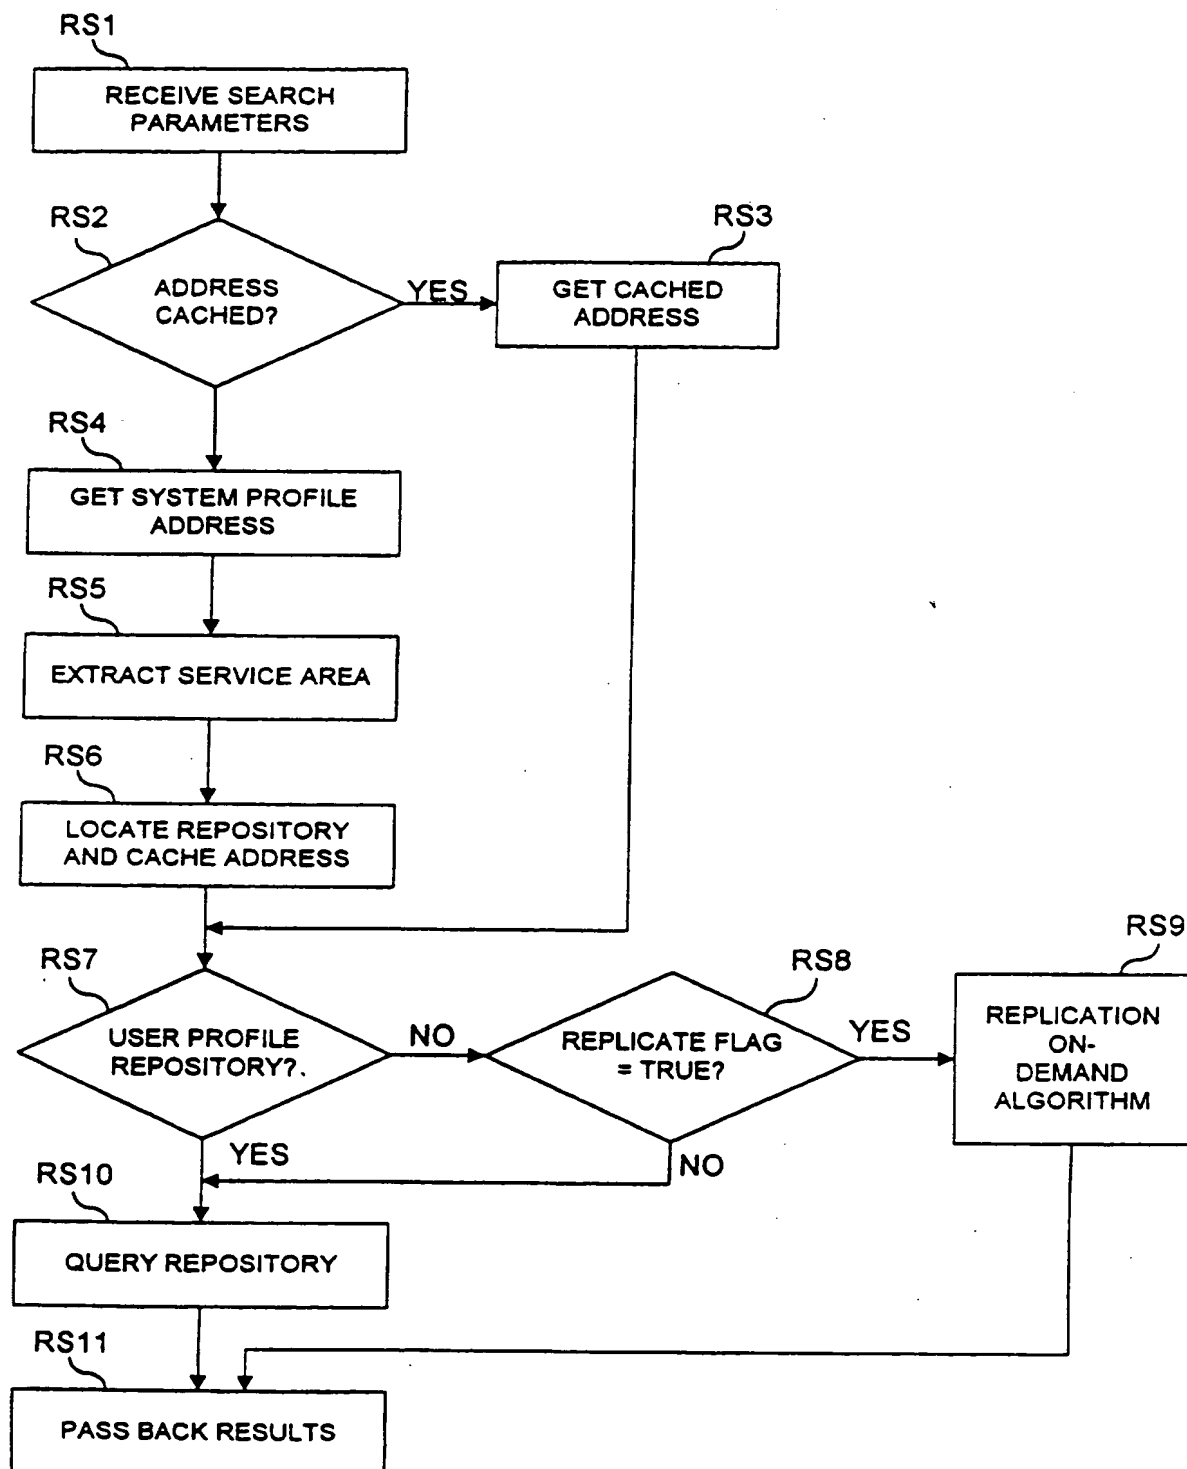 RS1
RECEIVE SEARCH
PARAMETERS
RS2
ADDRESS
CACHED?
YES
RS3
GET CACHED
ADDRESS
RS4
GET SYSTEM PROFILE
ADDRESS
RS5
EXTRACT SERVICE AREA
RS6
LOCATE REPOSITORY
AND CACHE ADDRESS
RS7
USER PROFILE
REPOSITORY?.
NO
YES
RS8
REPLICATE FLAG
= TRUE?
YES
NO
RS9
REPLICATION
ON-
DEMAND
ALGORITHM
RS10
QUERY REPOSITORY
RS11
PASS BACK RESULTS